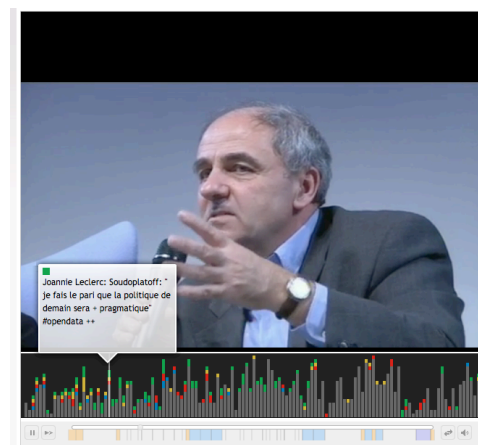 Joannie Leclerc: Soudoplatoff: "
je fais le pari que la politique de
demain sera + pragmatique"
#opendata ++